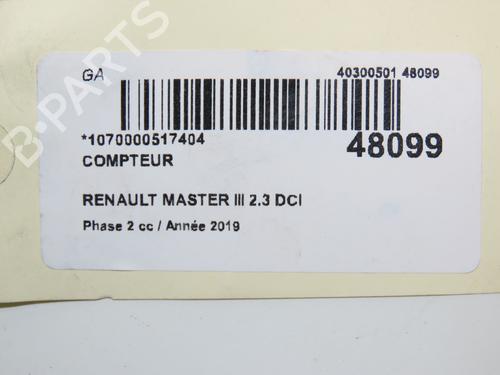 GA 40300501 48099
*1070000517404 48099
COMPTEUR
RENAULT MASTER III 2.3 DCI
Phase 2 cc / Année 2019
B-PARTS